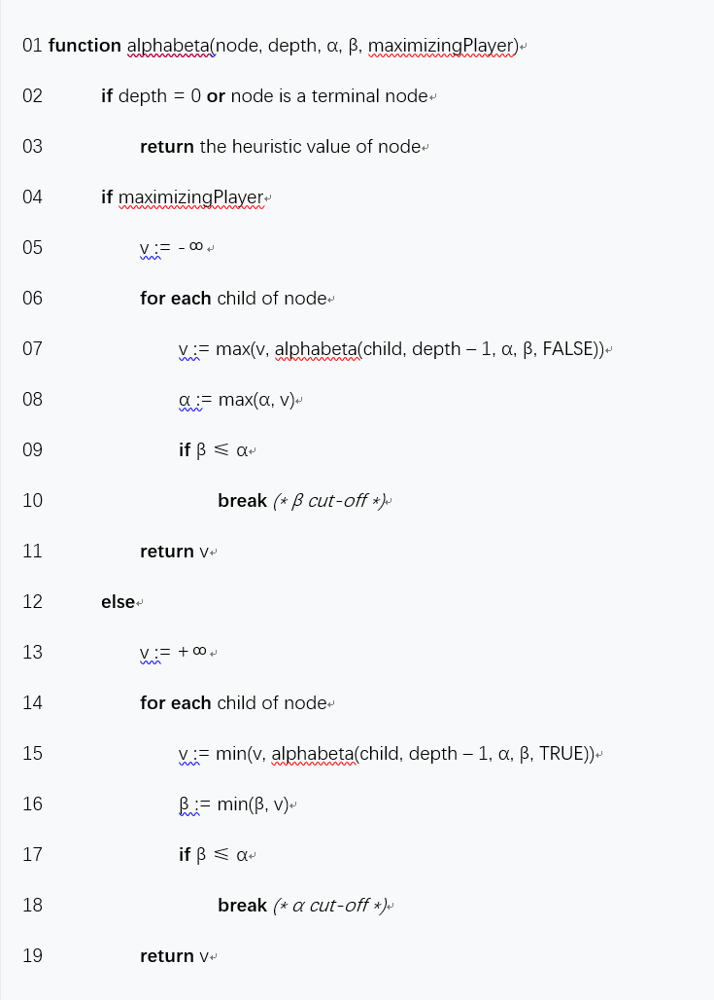 01 function alphabeta(node, depth, α, β, maximizingPlayer)
02 if depth = 0 or node is a terminal node
03 return the heuristic value of node
04 if maximizingPlayer
05 v := - ∞
06 for each child of node
07 v := max(v, alphabeta(child, depth – 1, α, β, FALSE))
08 α := max(α, v)
09 if β ≤ α
10 break (* β cut-off *)
11 return v
12 else
13 v := + ∞
14 for each child of node
15 v := min(v, alphabeta(child, depth – 1, α, β, TRUE))
16 β := min(β, v)
17 if β ≤ α
18 break (* α cut-off *)
19 return v